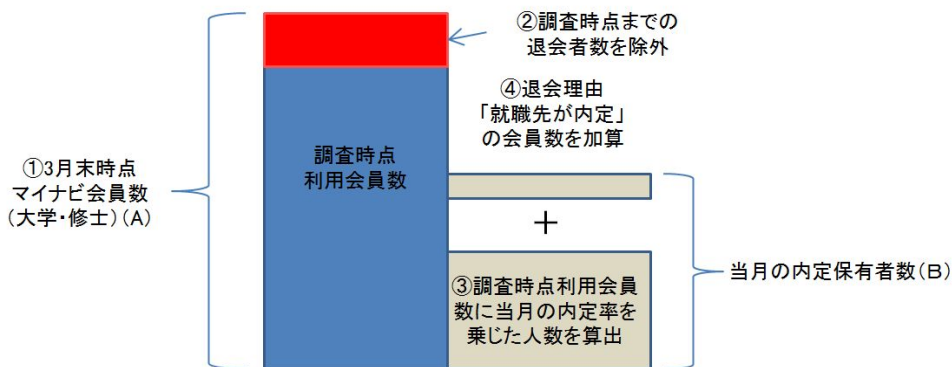 ①3月末時点
マイナビ会員数
(大学・修士)(A)
調査時点
利用会員数
②調査時点までの
退会者数を除外
④退会理由
「就職先が内定」
の会員数を加算
+
③調査時点利用会員
数に当月の内定率を
乗じた人数を算出
当月の内定保有者数(B)